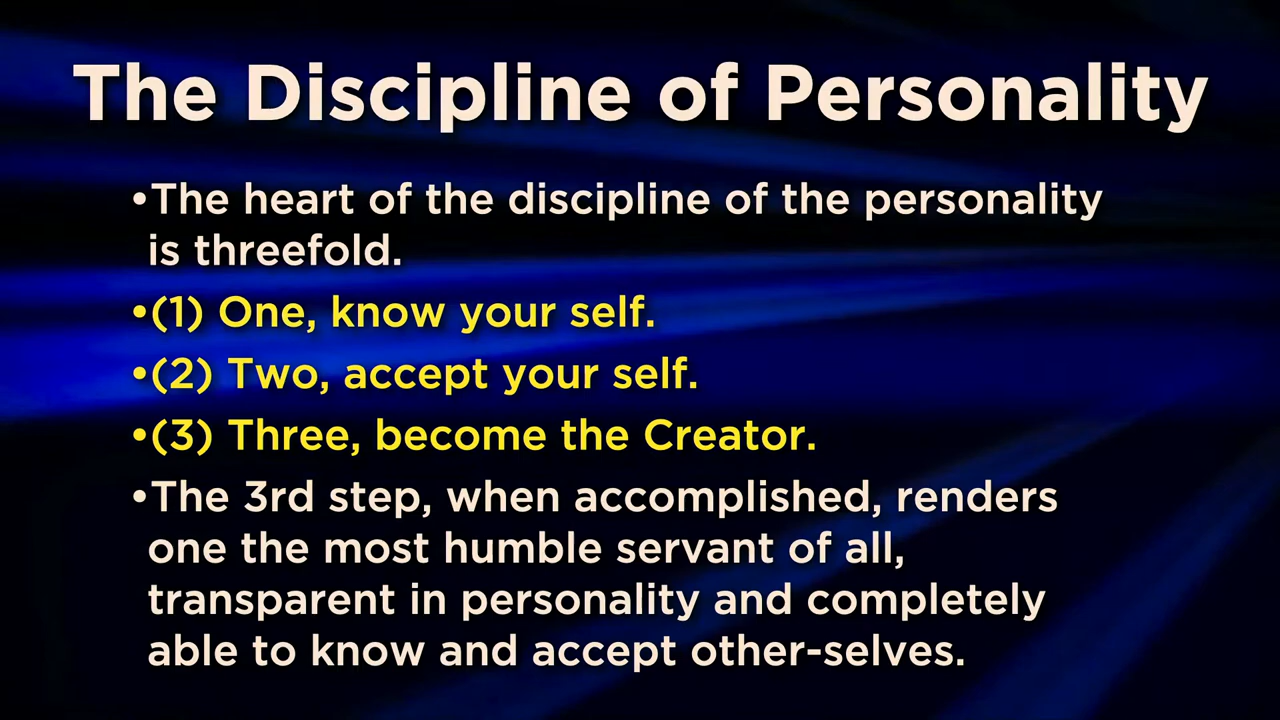 The Discipline of Personality
•The heart of the discipline of the personality
is threefold.
•(1) One, know your self.
•(2) Two, accept your self.
•(3) Three, become the Creator.
•The 3rd step, when accomplished, renders
one the most humble servant of all,
transparent in personality and completely
able to know and accept other-selves.